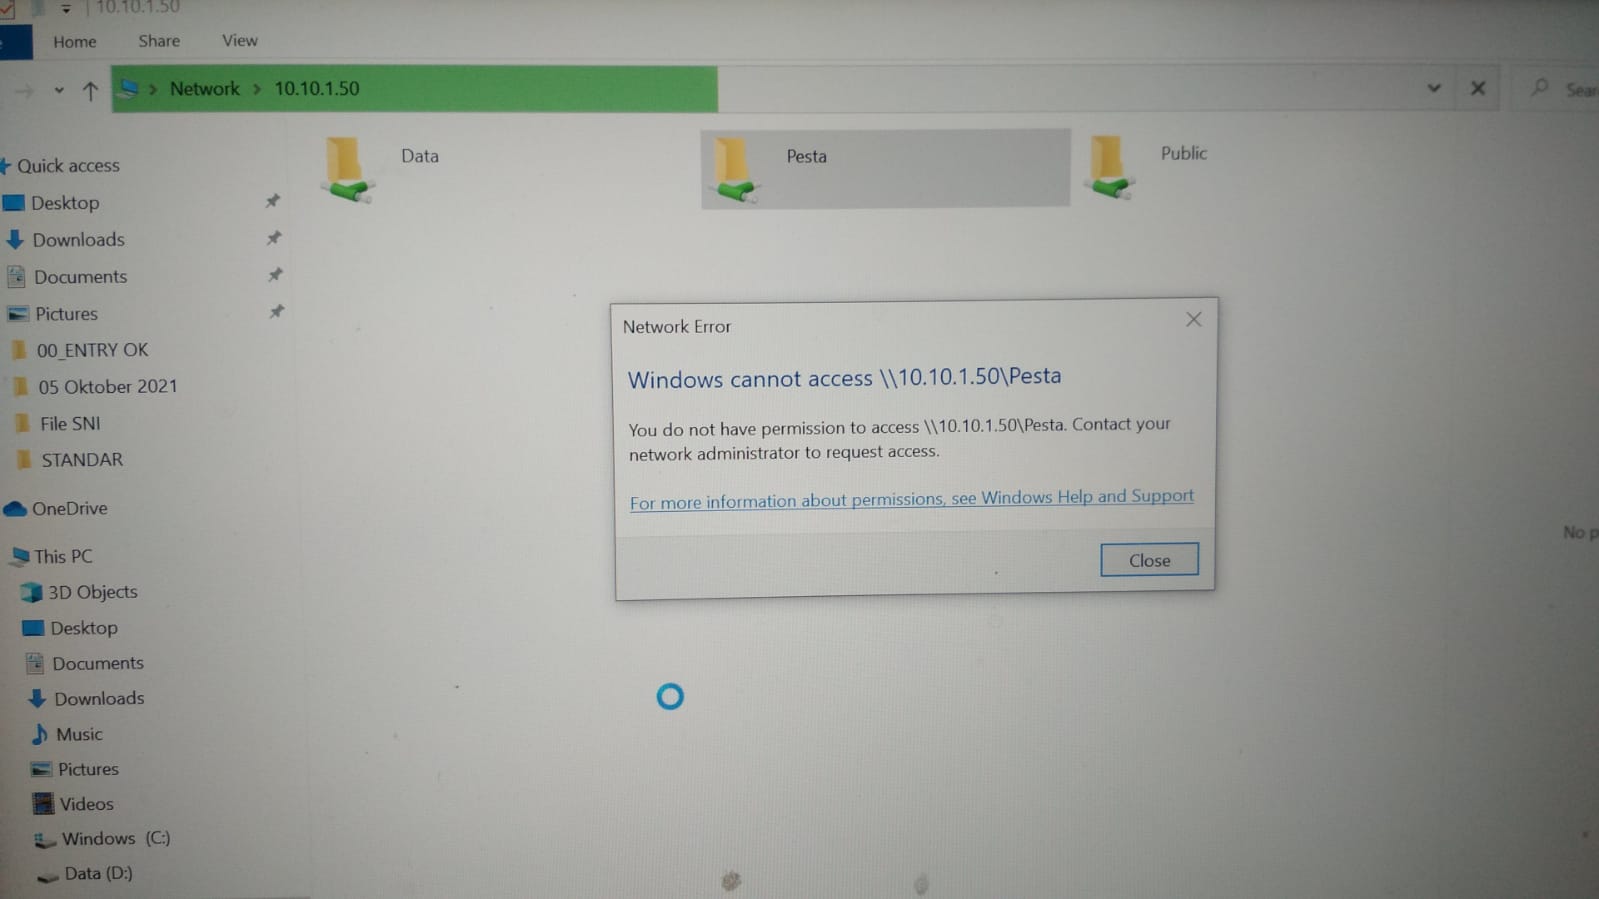 10.10.1.50
Home Share View
Network 10.10.1.50
Data Pesta Public
Quick access
Desktop
Downloads
Documents
Pictures
00_ENTRY OK
05 Oktober 2021
File SNI
STANDAR
OneDrive
This PC
3D Objects
Desktop
Documents
Downloads
Music
Pictures
Videos
Windows (C:)
Data (D:)
Network Error
Windows cannot access \\10.10.1.50\Pesta
You do not have permission to access \\10.10.1.50\Pesta. Contact your
network administrator to request access.
For more information about permissions, see Windows Help and Support
Close
No